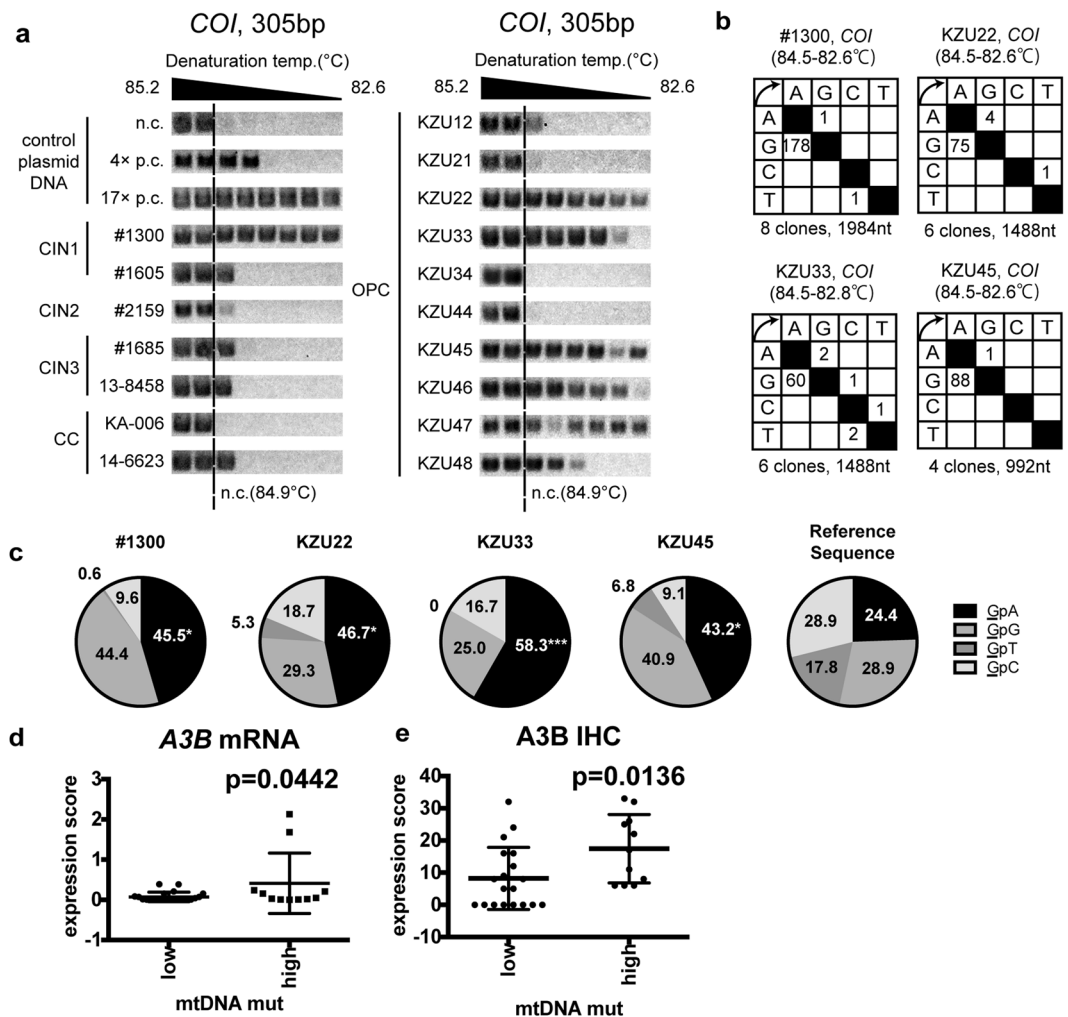 a
COI, 305bp
Denaturation temp.(°C)
85.2
82.6
control
plasmid
DNA
n.c.
4× p.c.
17× p.c.
CIN1
#1300
#1605
CIN2
#2159
CIN3
#1685
13-8458
CC
KA-006
14-6623
n.c.(84.9°C)
COI, 305bp
Denaturation temp.(°C)
85.2
82.6
OPC
KZU12
KZU21
KZU22
KZU33
KZU34
KZU44
KZU45
KZU46
KZU47
KZU48
n.c.(84.9°C)
b
#1300, COI
(84.5-82.6℃)
A G C T
A 1
G 178
C
T 1
8 clones, 1984nt
KZU22, COI
(84.5-82.6℃)
A G C T
A 4
G 75
C 1
T
6 clones, 1488nt
KZU33, COI
(84.5-82.8℃)
A G C T
A 2
G 60 1
C 1
T 2
6 clones, 1488nt
KZU45, COI
(84.5-82.6℃)
A G C T
A 1
G 88
C
T
4 clones, 992nt
c
#1300
0.6
9.6
45.5*
44.4
KZU22
5.3
18.7
46.7*
29.3
KZU33
0
16.7
58.3***
25.0
KZU45
6.8
9.1
43.2*
40.9
Reference
Sequence
28.9
24.4
17.8
28.9
GpA
GpG
GpT
GpC
d
A3B mRNA
p=0.0442
expression score
3
2
1
0
-1
low
high
mtDNA mut
e
A3B IHC
p=0.0136
expression score
40
30
20
10
0
-10
low
high
mtDNA mut